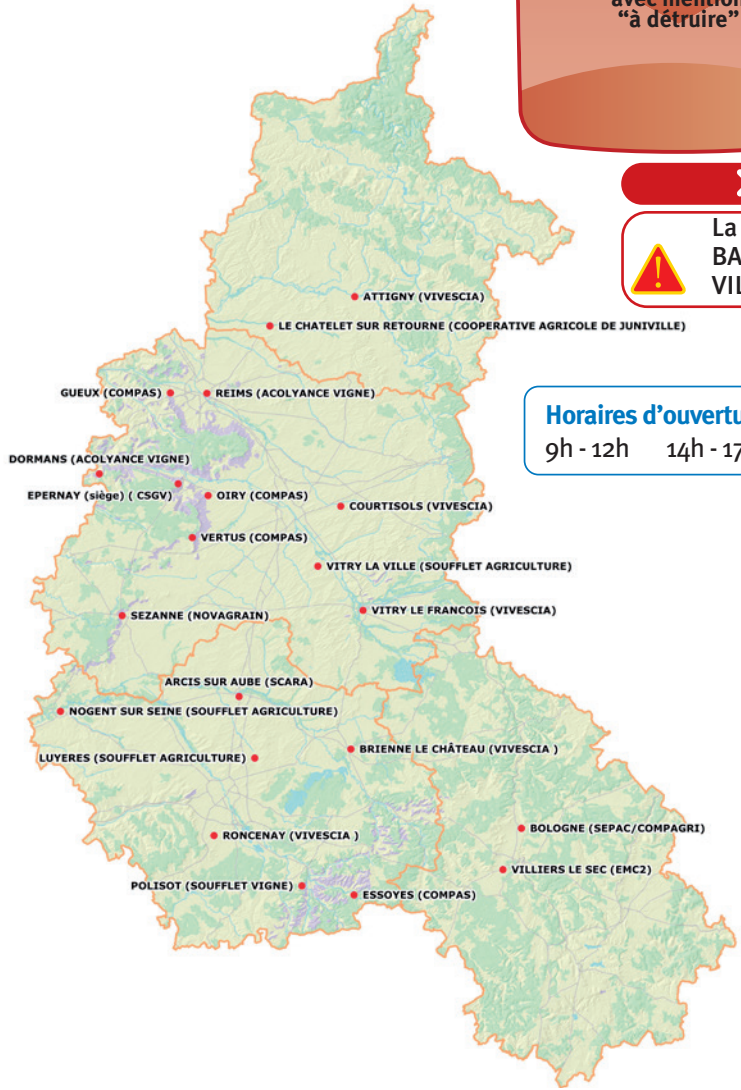 “à détruire”
La
BA
VIL
ATTIGNY (VIVESCIA)
LE CHATELET SUR RETOURNE (COOPERATIVE AGRICOLE DE JUNIVILLE)
GUEUX (COMPAS)
REIMS (ACOLYANCE VIGNE)
Horaires d’ouvertu
9h - 12h 14h - 17
DORMANS (ACOLYANCE VIGNE)
EPERNAY (siège) ( CSGV)
OIRY (COMPAS)
COURTISOLS (VIVESCIA)
VERTUS (COMPAS)
VITRY LA VILLE (SOUFFLET AGRICULTURE)
SEZANNE (NOVAGRAIN)
VITRY LE FRANCOIS (VIVESCIA)
ARCIS SUR AUBE (SCARA)
NOGENT SUR SEINE (SOUFFLET AGRICULTURE)
LUYERES (SOUFFLET AGRICULTURE)
BRIENNE LE CHÂTEAU (VIVESCIA )
RONCENAY (VIVESCIA )
BOLOGNE (SEPAC/COMPAGRI)
VILLIERS LE SEC (EMC2)
POLISOT (SOUFFLET VIGNE)
ESSOYES (COMPAS)